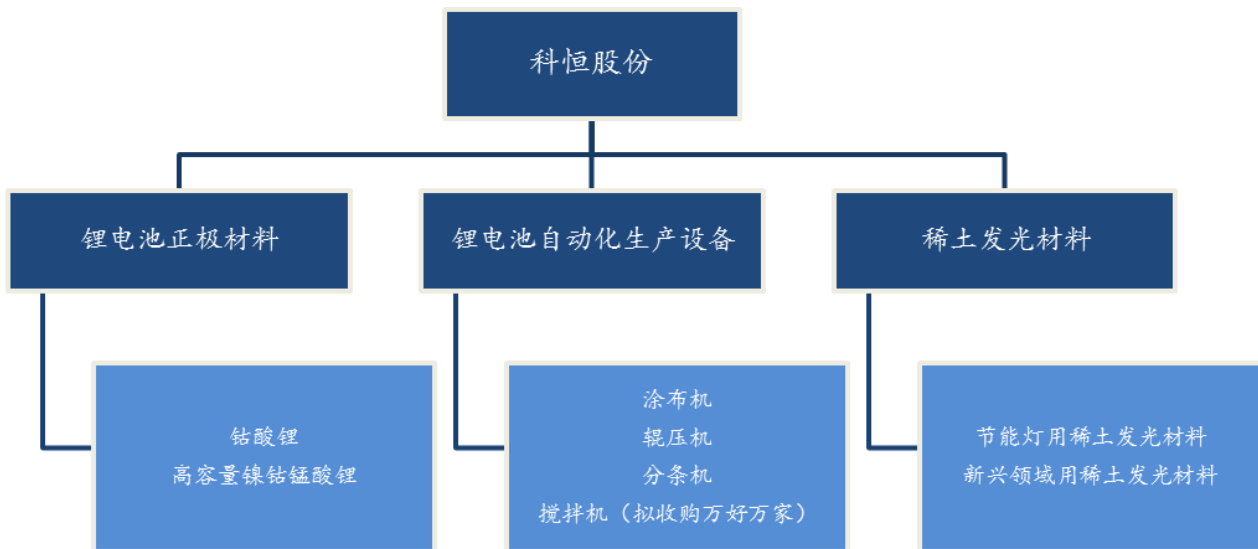 科恒股份
锂电池正极材料
锂电池自动化生产设备
稀土发光材料
钴酸锂
高容量镍钴锰酸锂
涂布机
辊压机
分条机
搅拌机（拟收购万好万家）
节能灯用稀土发光材料
新兴领域用稀土发光材料